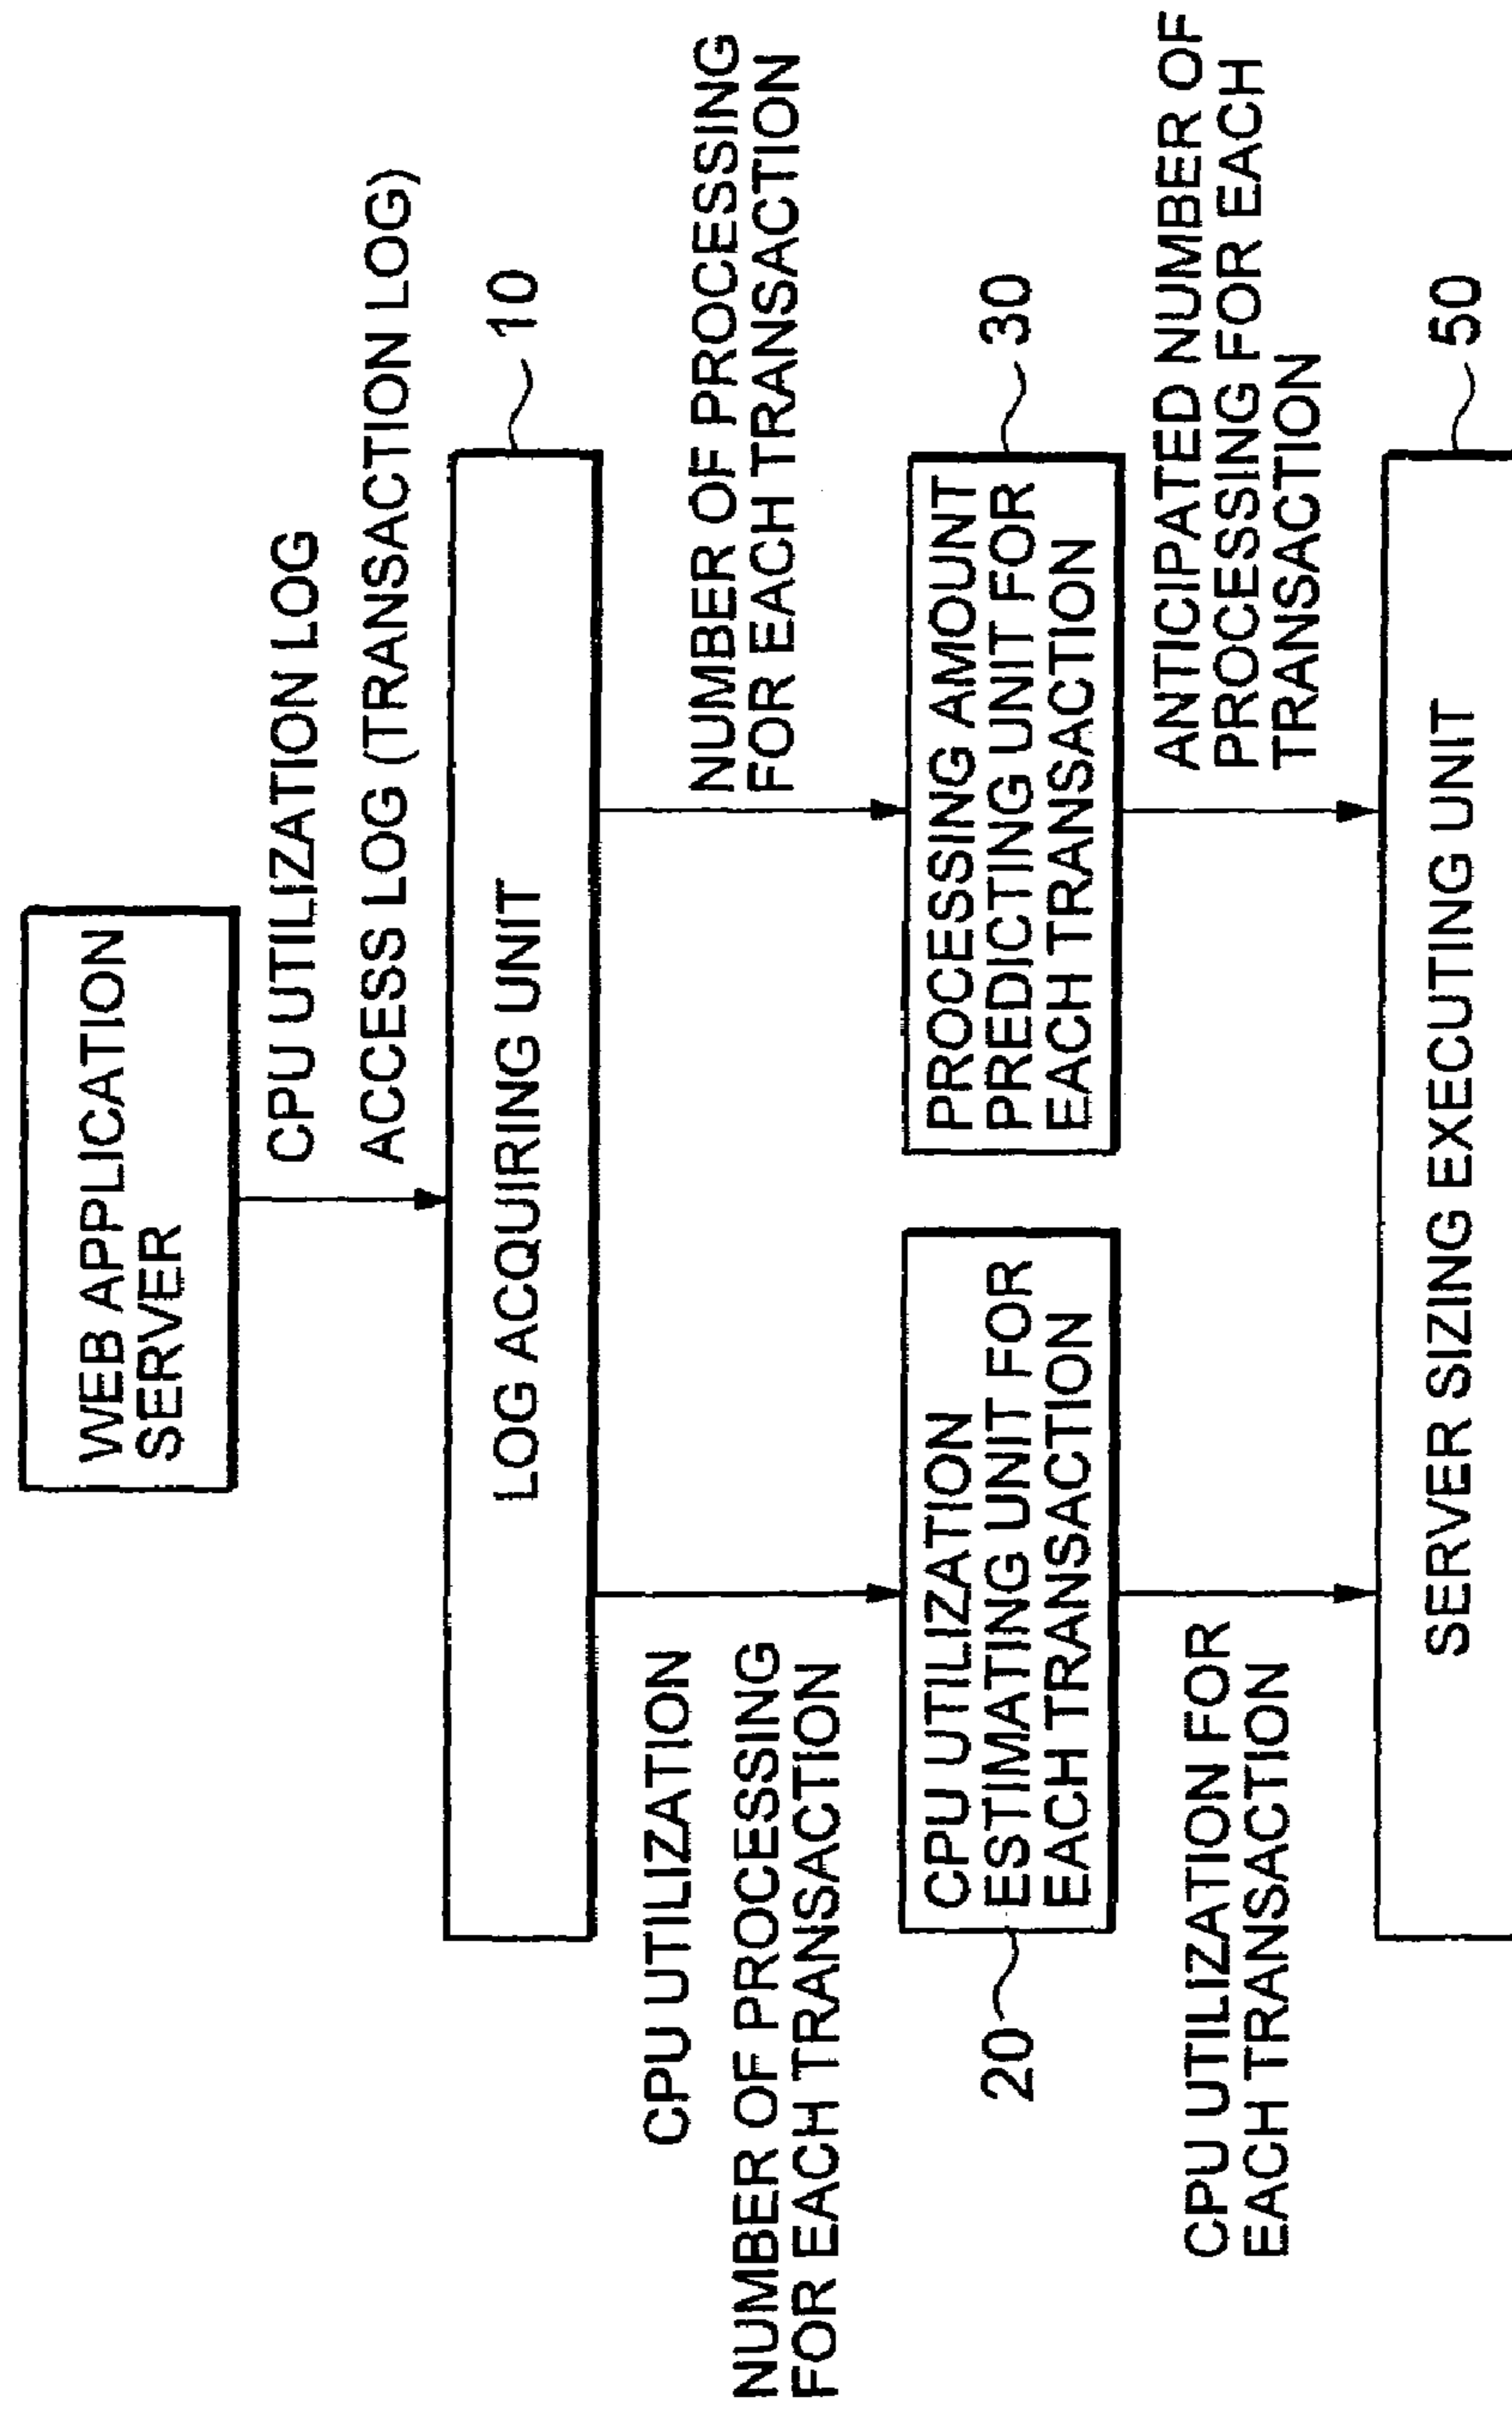 WEB APPLICATION
SERVER
CPU UTILIZATION LOG
ACCESS LOG (TRANSACTION LOG)
10
LOG ACQUIRING UNIT
CPU UTILIZATION
NUMBER OF PROCESSING
FOR EACH TRANSACTION
NUMBER OF PROCESSING
FOR EACH TRANSACTION
20
CPU UTILIZATION
ESTIMATING UNIT FOR
EACH TRANSACTION
PROCESSING AMOUNT
PREDICTING UNIT FOR
EACH TRANSACTION
30
CPU UTILIZATION FOR
EACH TRANSACTION
ANTICIPATED NUMBER OF
PROCESSING FOR EACH
TRANSACTION
50
SERVER SIZING EXECUTING UNIT